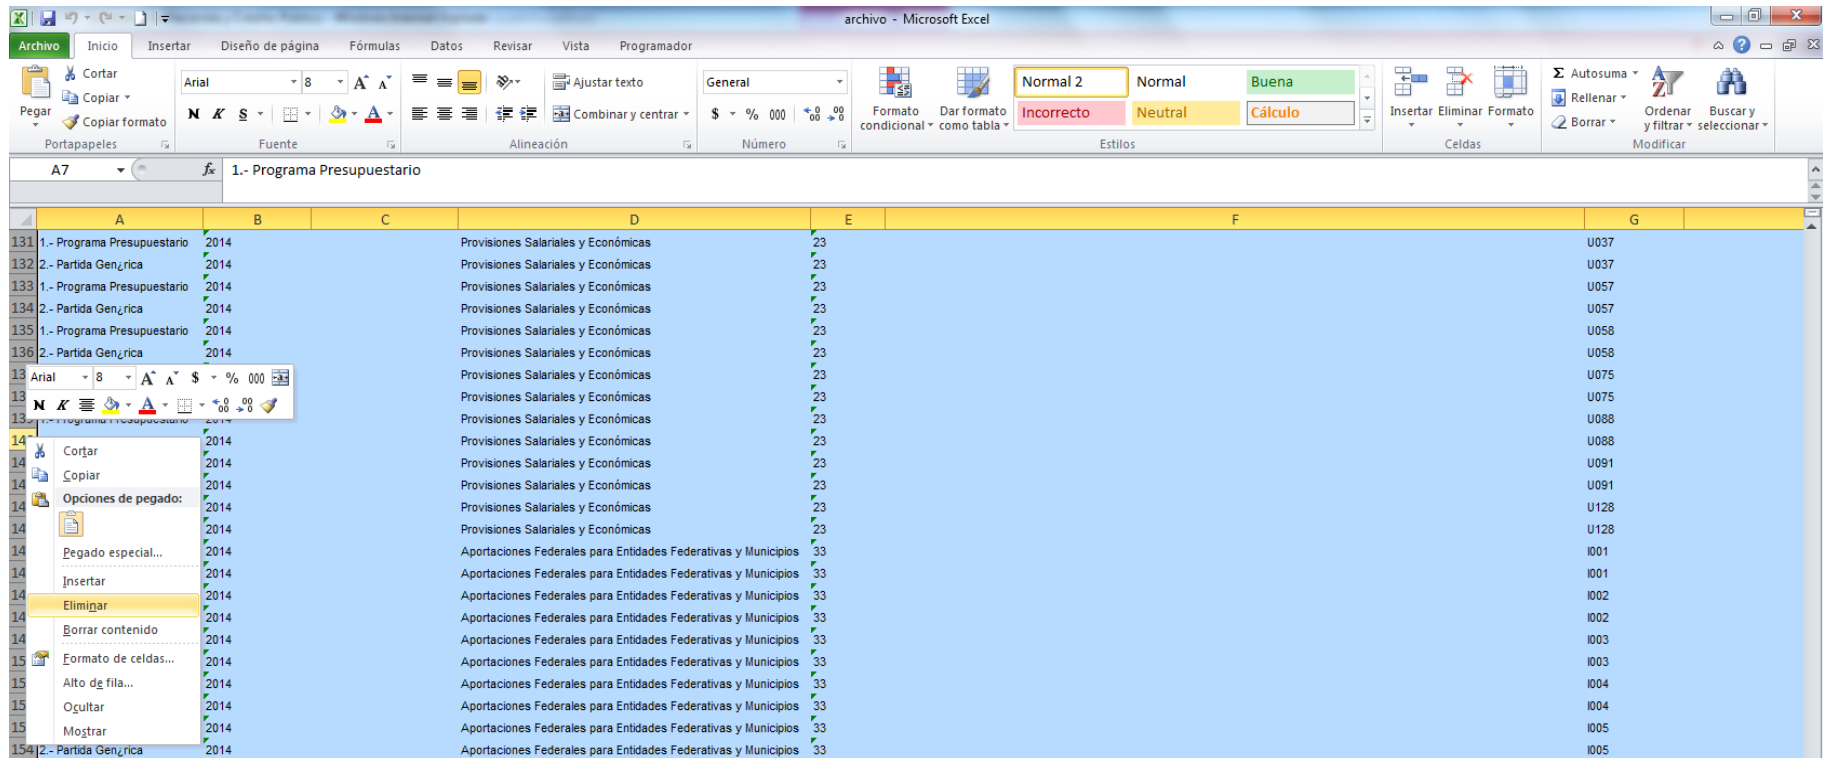 archivo - Microsoft Excel
Archivo Inicio Insertar Diseño de página Fórmulas Datos Revisar Vista Programador
Pegar
Cortar
Copiar
Copiar formato
Portapapeles
Arial 8
N K S
Fuente
Ajustar texto
Combinar y centrar
Alineación
General
$ % 000
Número
Formato condicional
Dar formato como tabla
Normal 2 Normal Buena
Incorrecto Neutral Cálculo
Estilos
Insertar Eliminar Formato
Celdas
Σ Autosuma
Rellenar
Borrar
Ordenar y filtrar
Buscar y seleccionar
Modificar
A7 fx 1.- Programa Presupuestario
A B C D E F G
131 1.- Programa Presupuestario 2014 Provisiones Salariales y Económicas 23 U037
132 2.- Partida Gen¿rica 2014 Provisiones Salariales y Económicas 23 U037
133 1.- Programa Presupuestario 2014 Provisiones Salariales y Económicas 23 U057
134 2.- Partida Gen¿rica 2014 Provisiones Salariales y Económicas 23 U057
135 1.- Programa Presupuestario 2014 Provisiones Salariales y Económicas 23 U058
136 2.- Partida Gen¿rica 2014 Provisiones Salariales y Económicas 23 U058
Provisiones Salariales y Económicas 23 U075
Provisiones Salariales y Económicas 23 U075
Provisiones Salariales y Económicas 23 U088
2014 Provisiones Salariales y Económicas 23 U088
2014 Provisiones Salariales y Económicas 23 U091
2014 Provisiones Salariales y Económicas 23 U091
2014 Provisiones Salariales y Económicas 23 U128
2014 Provisiones Salariales y Económicas 23 U128
2014 Aportaciones Federales para Entidades Federativas y Municipios 33 I001
2014 Aportaciones Federales para Entidades Federativas y Municipios 33 I001
2014 Aportaciones Federales para Entidades Federativas y Municipios 33 I002
2014 Aportaciones Federales para Entidades Federativas y Municipios 33 I002
2014 Aportaciones Federales para Entidades Federativas y Municipios 33 I003
2014 Aportaciones Federales para Entidades Federativas y Municipios 33 I003
2014 Aportaciones Federales para Entidades Federativas y Municipios 33 I004
2014 Aportaciones Federales para Entidades Federativas y Municipios 33 I004
2014 Aportaciones Federales para Entidades Federativas y Municipios 33 I005
154 2.- Partida Gen¿rica 2014 Aportaciones Federales para Entidades Federativas y Municipios 33 I005
Arial 8 A A $ % 000
N K A
Cortar
Copiar
Opciones de pegado:
Pegado especial...
Insertar
Eliminar
Borrar contenido
Formato de celdas...
Alto de fila...
Ocultar
Mostrar